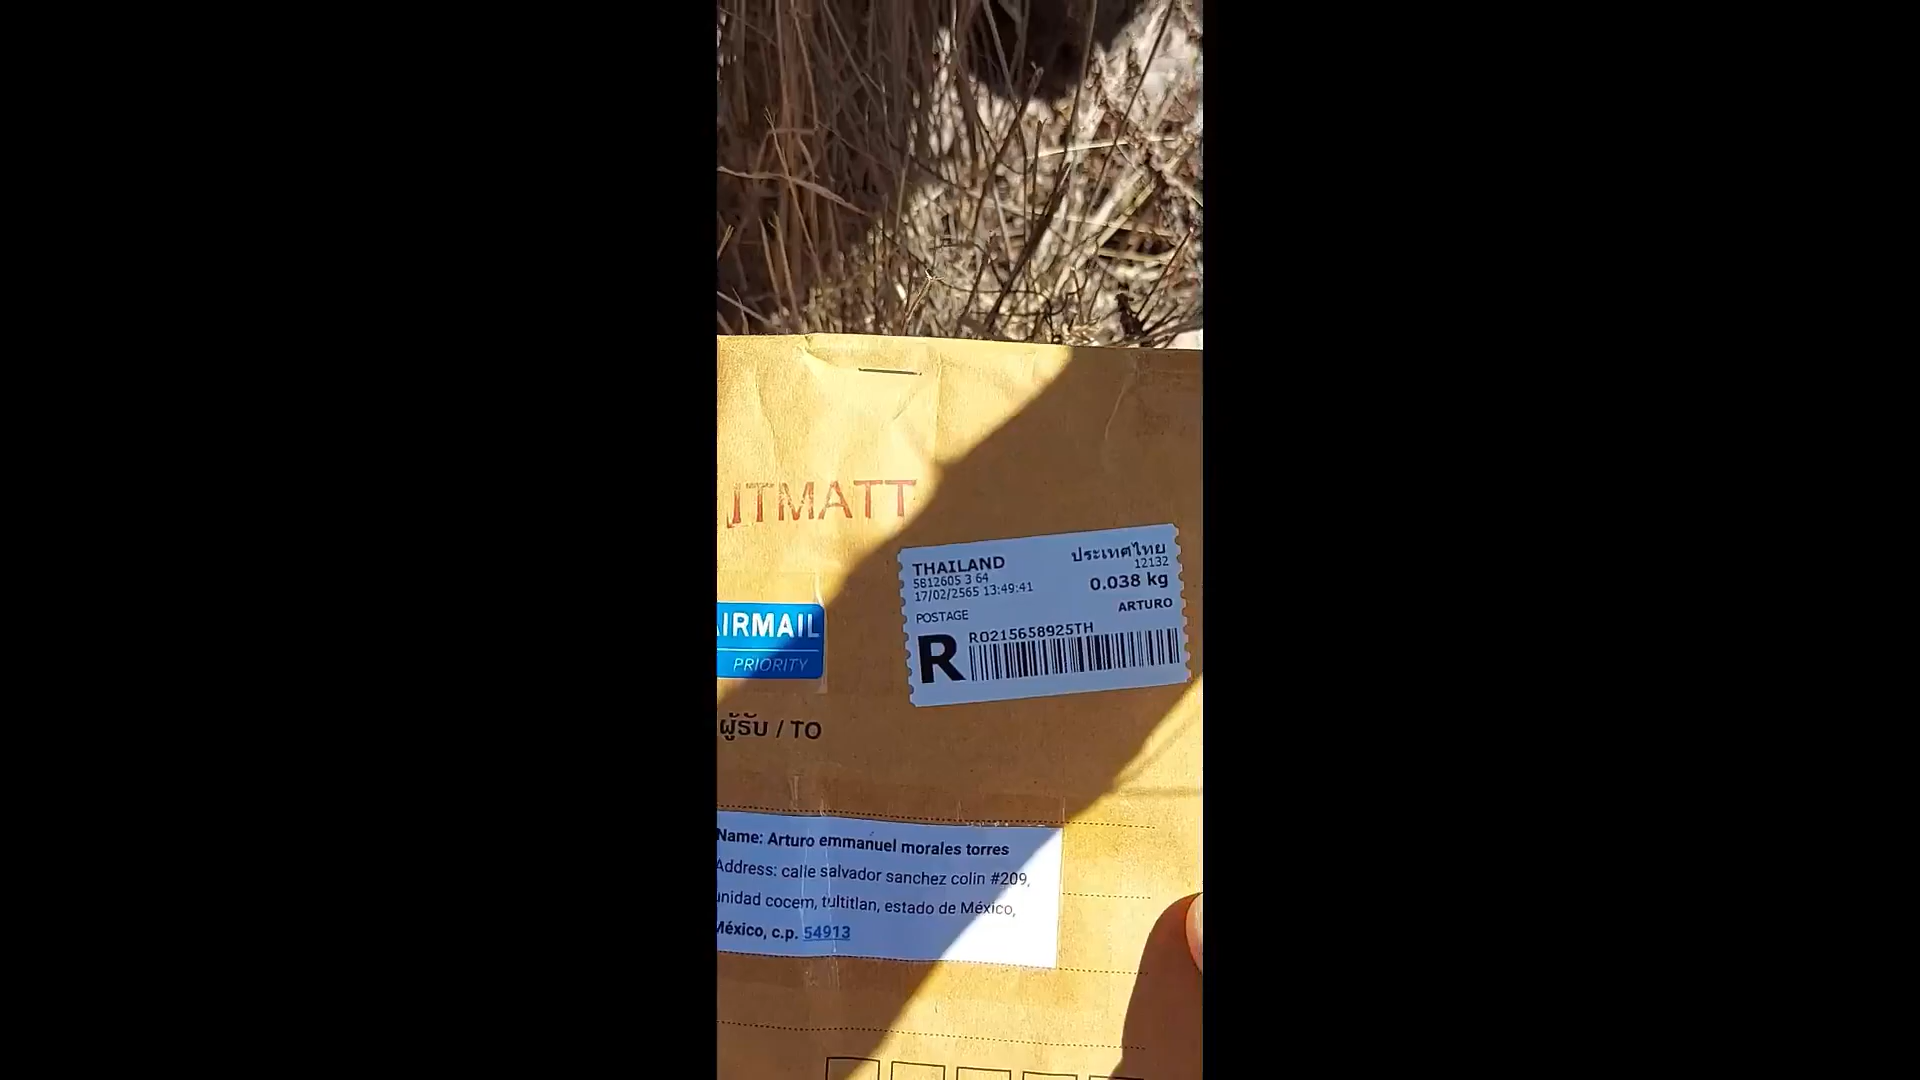 ITMATT
THAILAND
ประเทศไทย
5812605 3 64
12132
17/02/2565 13:49:41
0.038 kg
POSTAGE
ARTURO
R
RO215658925TH
AIRMAIL
PRIORITY
ผู้รับ / TO
Name: Arturo emmanuel morales torres
Address: calle salvador sanchez colin #209,
unidad cocem, tultitlan, estado de México,
México, c.p. 54913